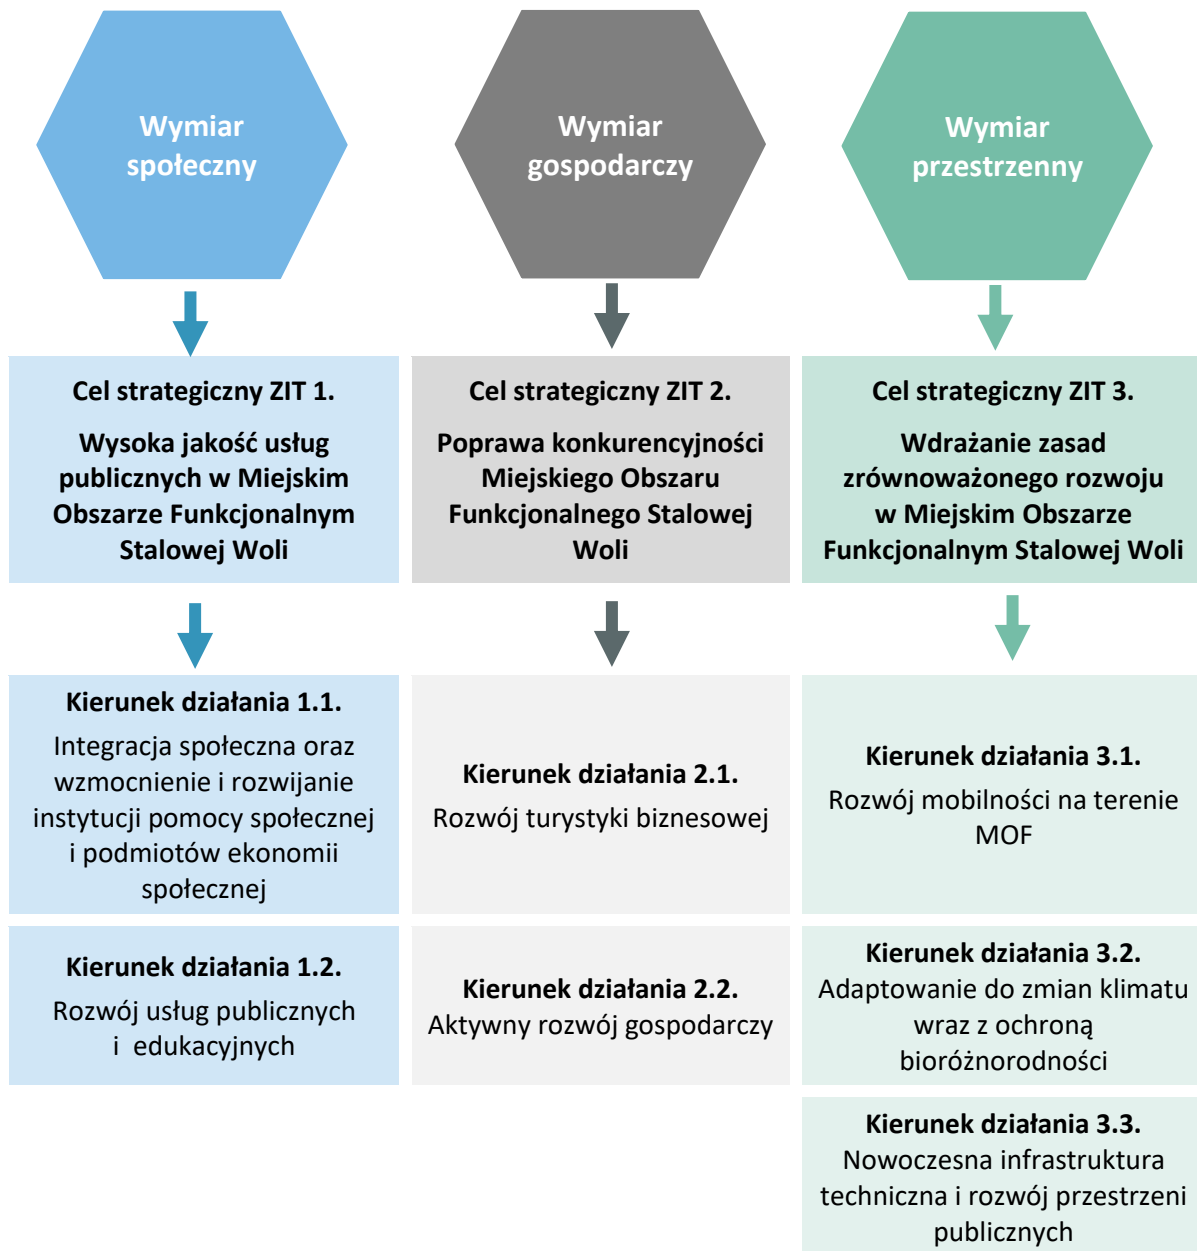 Wymiar
społeczny
Wymiar
gospodarczy
Wymiar
przestrzenny
Cel strategiczny ZIT 1.
Wysoka jakość usług
publicznych w Miejskim
Obszarze Funkcjonalnym
Stalowej Woli
Cel strategiczny ZIT 2.
Poprawa konkurencyjności
Miejskiego Obszaru
Funkcjonalnego Stalowej
Woli
Cel strategiczny ZIT 3.
Wdrażanie zasad
zrównoważonego rozwoju
w Miejskim Obszarze
Funkcjonalnym Stalowej Woli
Kierunek działania 1.1.
Integracja społeczna oraz
wzmocnienie i rozwijanie
instytucji pomocy społecznej
i podmiotów ekonomii
społecznej
Kierunek działania 2.1.
Rozwój turystyki biznesowej
Kierunek działania 3.1.
Rozwój mobilności na terenie
MOF
Kierunek działania 1.2.
Rozwój usług publicznych
i edukacyjnych
Kierunek działania 2.2.
Aktywny rozwój gospodarczy
Kierunek działania 3.2.
Adaptowanie do zmian klimatu
wraz z ochroną
bioróżnorodności
Kierunek działania 3.3.
Nowoczesna infrastruktura
techniczna i rozwój przestrzeni
publicznych